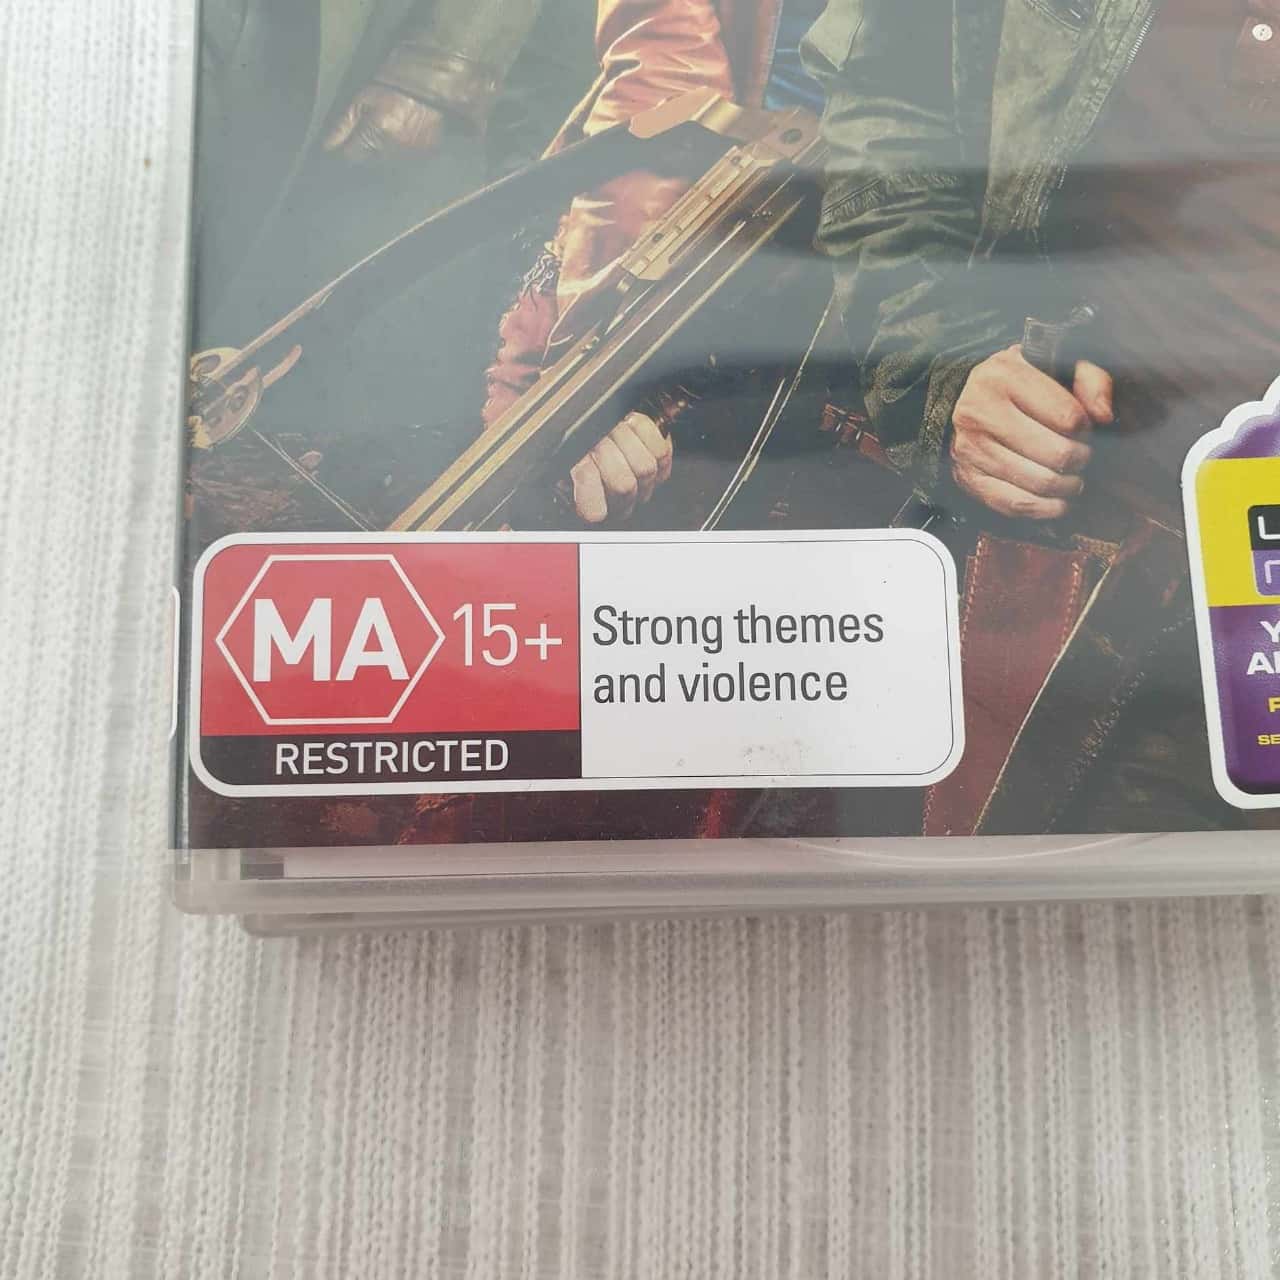 MA 15+
RESTRICTED
Strong themes
and violence